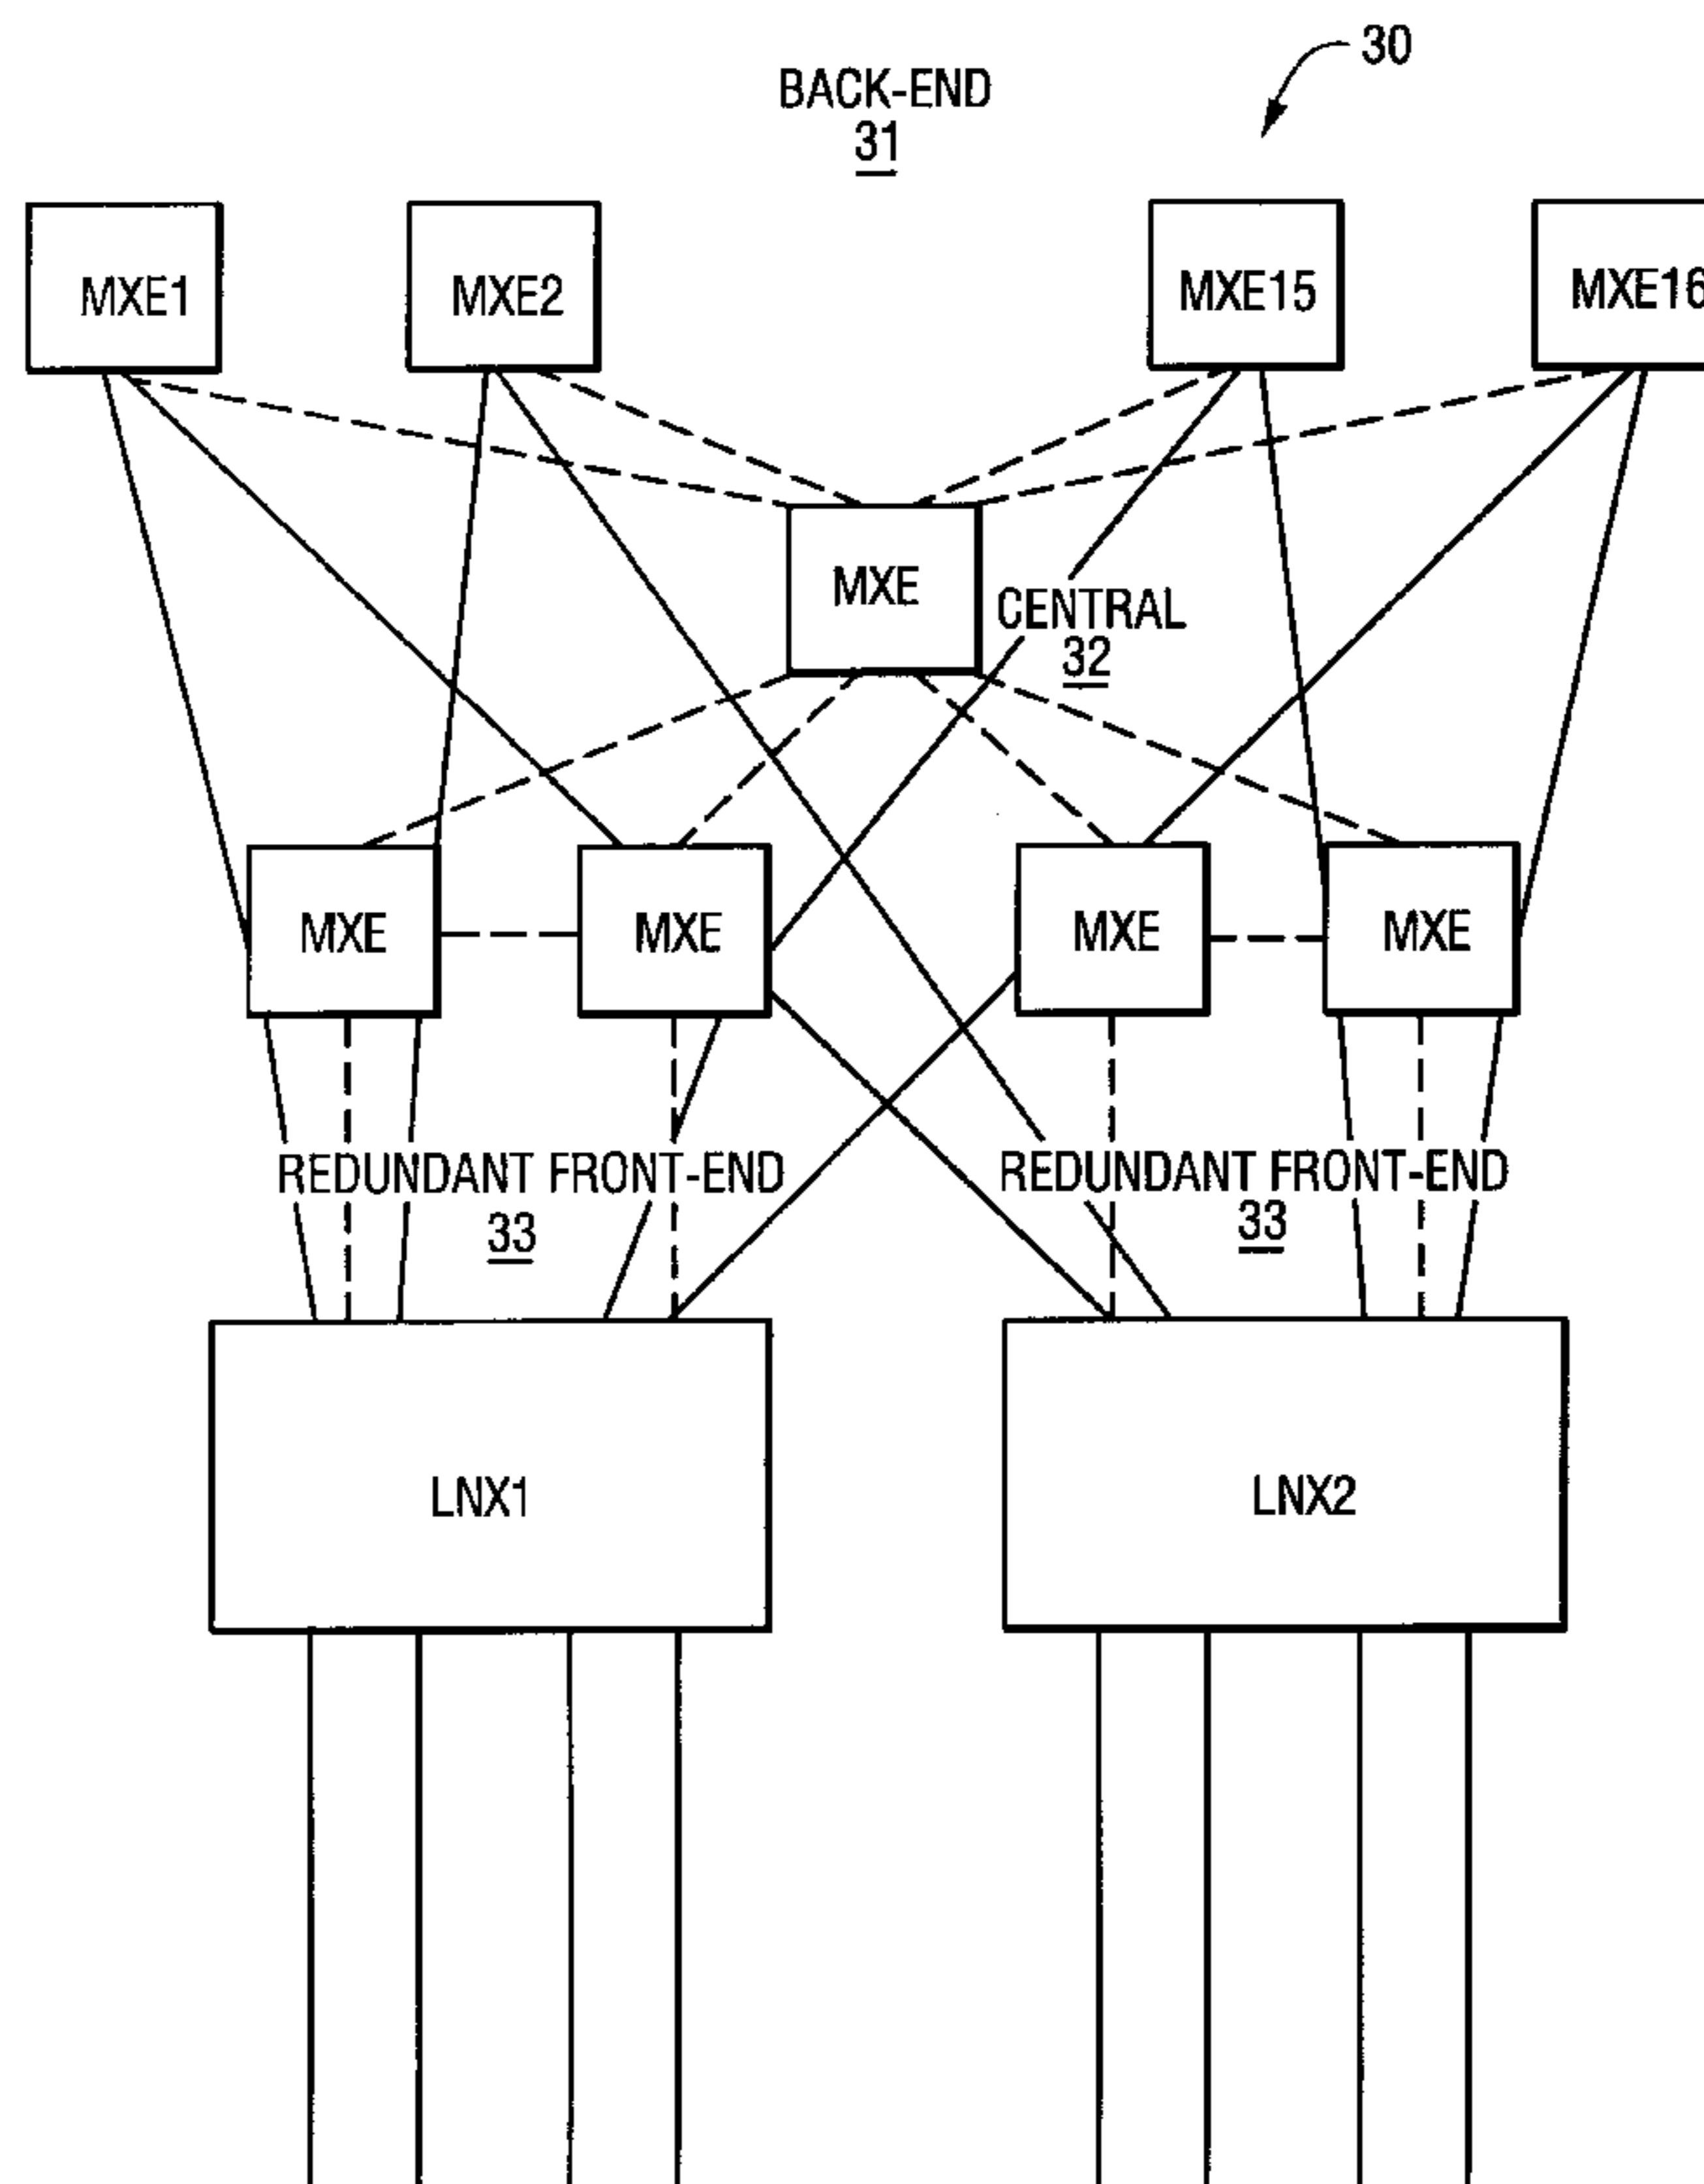 30
BACK-END
31
MXE1
MXE2
MXE15
MXE16
MXE
CENTRAL
32
MXE
MXE
MXE
MXE
REDUNDANT FRONT-END
33
REDUNDANT FRONT-END
33
LNX1
LNX2